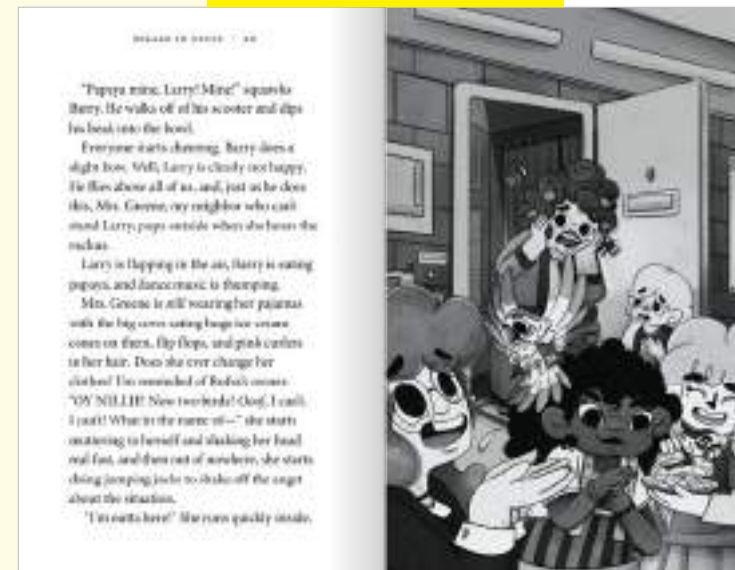 "Papaya mine, Larry! Mine!" squawks
Barry. He walks off of his scooter and dips
his beak into the bowl.
Everyone starts cheering. Barry does a
slight bow. Well, Larry is clearly not happy.
He flies above all of us, and, just as he does
this, Mrs. Greene, my neighbor who can't
stand Larry, pops outside when she hears the
ruckus.
Larry is flapping in the air, Barry is eating
papaya, and dance music is thumping.
Mrs. Greene is still wearing her pajamas
with the big cows eating huge ice cream
cones on them, flip-flops, and pink curlers
in her hair. Does she ever change her
clothes? I'm reminded of Rufus's owner.
"OY NILLIE! Now two birds! Ooof, I can't.
I can't! What in the name of—" she starts
muttering to herself and shaking her head
real fast, and then out of nowhere, she starts
doing jumping jacks to shake off the angst
about the situation.
"I'm outta here!" She runs quickly inside,